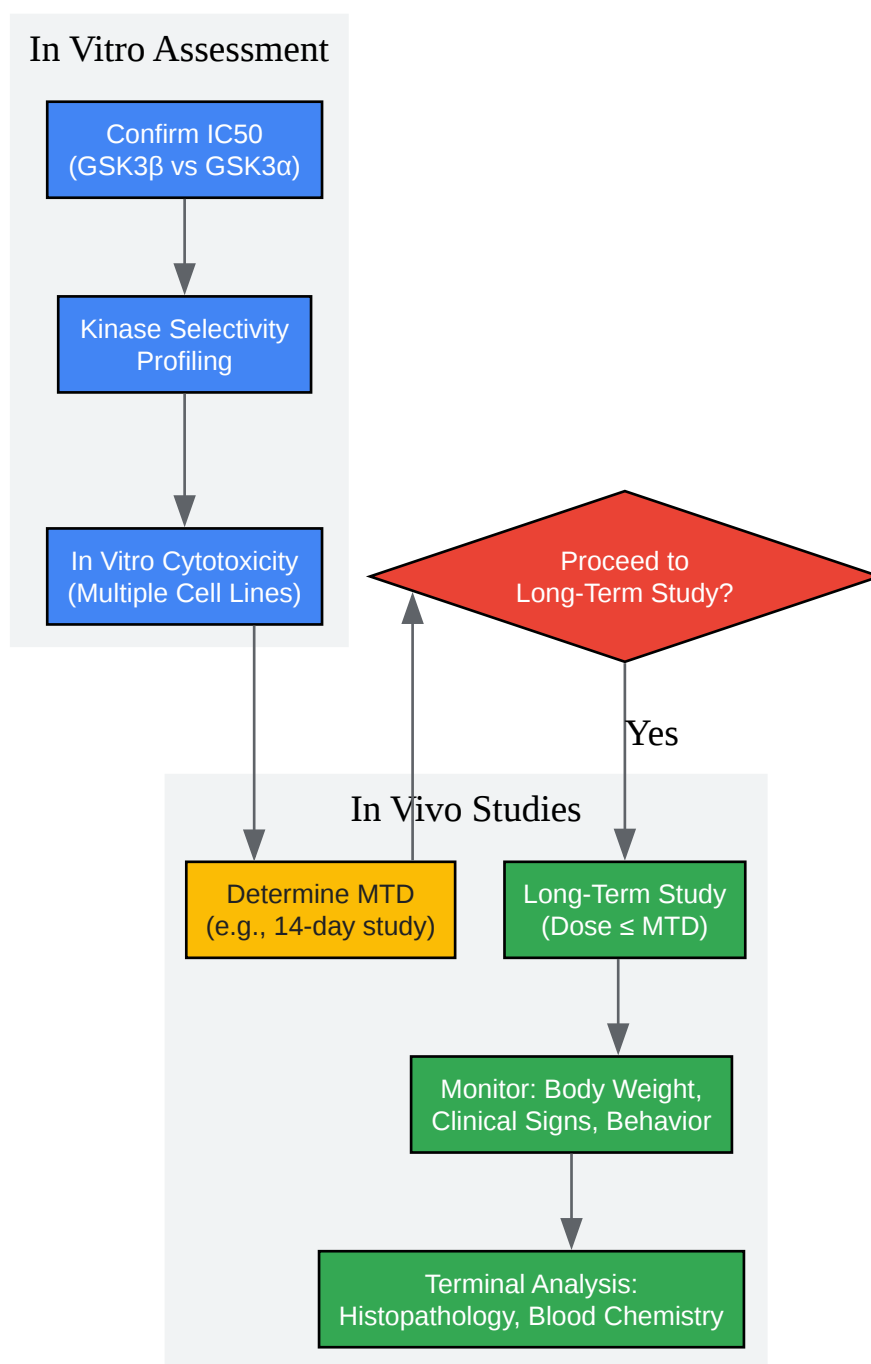 In Vitro Assessment
Confirm IC50
(GSK3β vs GSK3α)
Kinase Selectivity
Profiling
In Vitro Cytotoxicity
(Multiple Cell Lines)
Proceed to
Long-Term Study?
Yes
In Vivo Studies
Determine MTD
(e.g., 14-day study)
Long-Term Study
(Dose ≤ MTD)
Monitor: Body Weight,
Clinical Signs, Behavior
Terminal Analysis:
Histopathology, Blood Chemistry